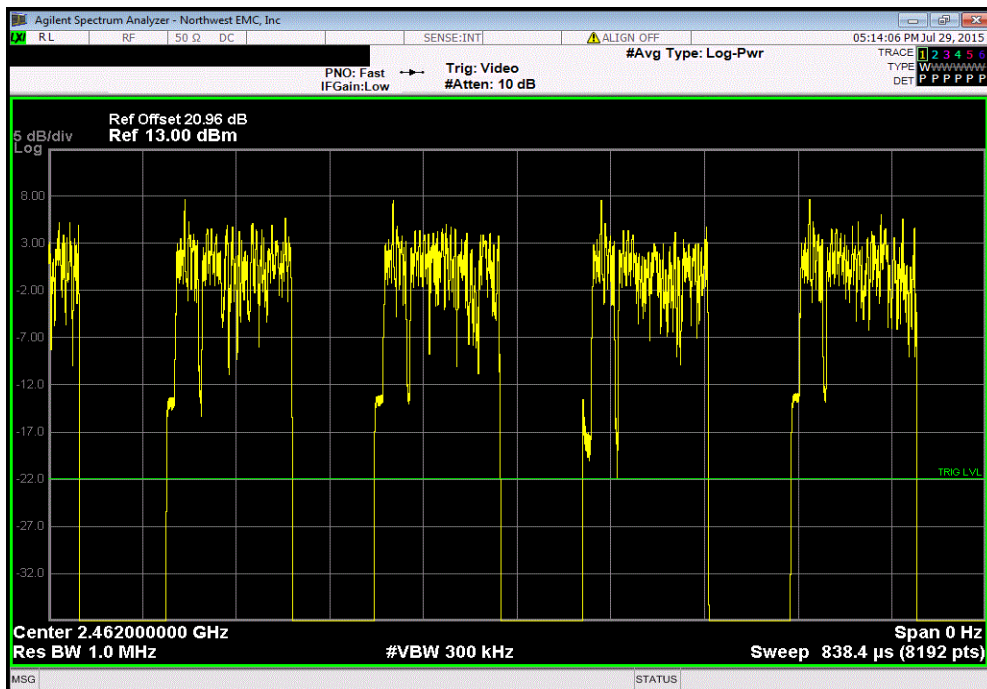 Agilent Spectrum Analyzer - Northwest EMC, Inc
LXI RL RF 50 Ω DC SENSE:INT ALIGN OFF 05:14:06 PM Jul 29, 2015
#Avg Type: Log-Pwr
TRACE 1 2 3 4 5 6
PNO: Fast Trig: Video TYPE WWWWWW
IFGain:Low #Atten: 10 dB DET P P P P P P
Ref Offset 20.96 dB
5 dB/div Ref 13.00 dBm
Log
8.00
3.00
-2.00
-7.00
-12.0
-17.0
-22.0 TRIG LVL
-27.0
-32.0
Center 2.462000000 GHz Span 0 Hz
Res BW 1.0 MHz #VBW 300 kHz Sweep 838.4 µs (8192 pts)
MSG STATUS